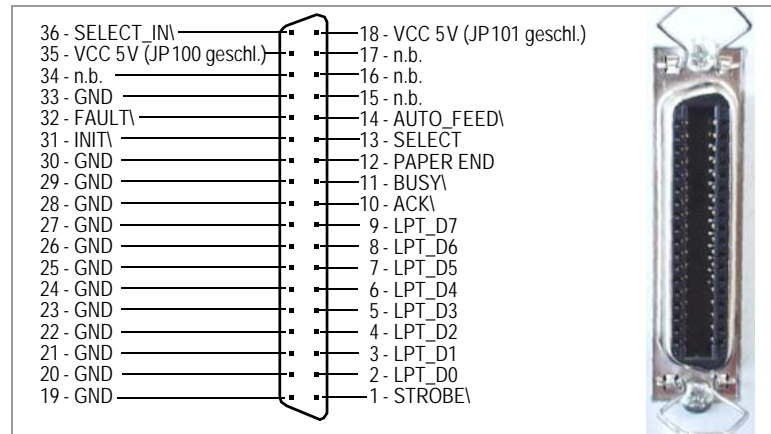 36 - SELECT_IN\
35 - VCC 5V (JP100 geschl.)
34 - n.b.
33 - GND
32 - FAULT\
31 - INIT\
30 - GND
29 - GND
28 - GND
27 - GND
26 - GND
25 - GND
24 - GND
23 - GND
22 - GND
21 - GND
20 - GND
19 - GND
18 - VCC 5V (JP101 geschl.)
17 - n.b.
16 - n.b.
15 - n.b.
14 - AUTO_FEED\
13 - SELECT
12 - PAPER END
11 - BUSY\
10 - ACK\
9 - LPT_D7
8 - LPT_D6
7 - LPT_D5
6 - LPT_D4
5 - LPT_D3
4 - LPT_D2
3 - LPT_D1
2 - LPT_D0
1 - STROBE\